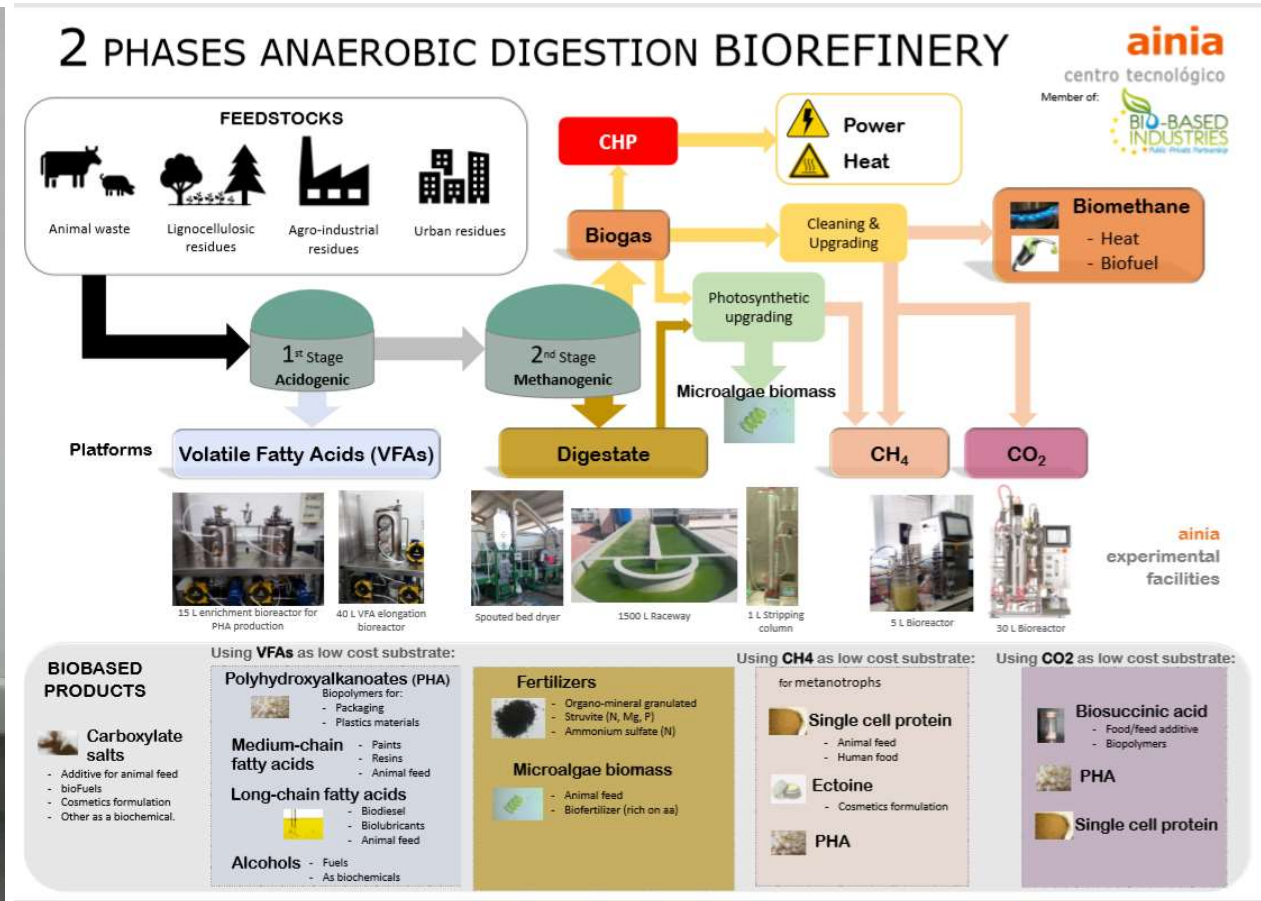 2 PHASES ANAEROBIC DIGESTION BIOREFINERY
ainia
centro tecnológico
Member of:
BIO-BASED
INDUSTRIES
Public-Private Partnership
FEEDSTOCKS
Animal waste
Lignocellulosic
residues
Agro-industrial
residues
Urban residues
CHP
Power
Heat
Biogas
Cleaning &
Upgrading
Biomethane
- Heat
- Biofuel
Photosynthetic
upgrading
1st Stage
Acidogenic
2nd Stage
Methanogenic
Microalgae biomass
Platforms
Volatile Fatty Acids (VFAs)
Digestate
CH4
CO2
15 L enrichment bioreactor for
PHA production
40 L VFA elongation
bioreactor
Spouted bed dryer
1500 L Raceway
1 L Stripping
column
5 L Bioreactor
30 L Bioreactor
ainia
experimental
facilities
BIOBASED
PRODUCTS
Carboxylate
salts
- Additive for animal feed
- bioFuels
- Cosmetics formulation
- Other as a biochemical.
Using VFAs as low cost substrate:
Polyhydroxyalkanoates (PHA)
Biopolymers for:
- Packaging
- Plastics materials
Medium-chain
fatty acids
- Paints
- Resins
- Animal feed
Long-chain fatty acids
- Biodiesel
- Biolubricants
- Animal feed
Alcohols
- Fuels
- As biochemicals
Fertilizers
- Organo-mineral granulated
- Struvite (N, Mg, P)
- Ammonium sulfate (N)
Microalgae biomass
- Animal feed
- Biofertilizer (rich on aa)
Using CH4 as low cost substrate:
for metanotrophs
Single cell protein
- Animal feed
- Human food
Ectoine
- Cosmetics formulation
PHA
Using CO2 as low cost substrate:
Biosuccinic acid
- Food/feed additive
- Biopolymers
PHA
Single cell protein